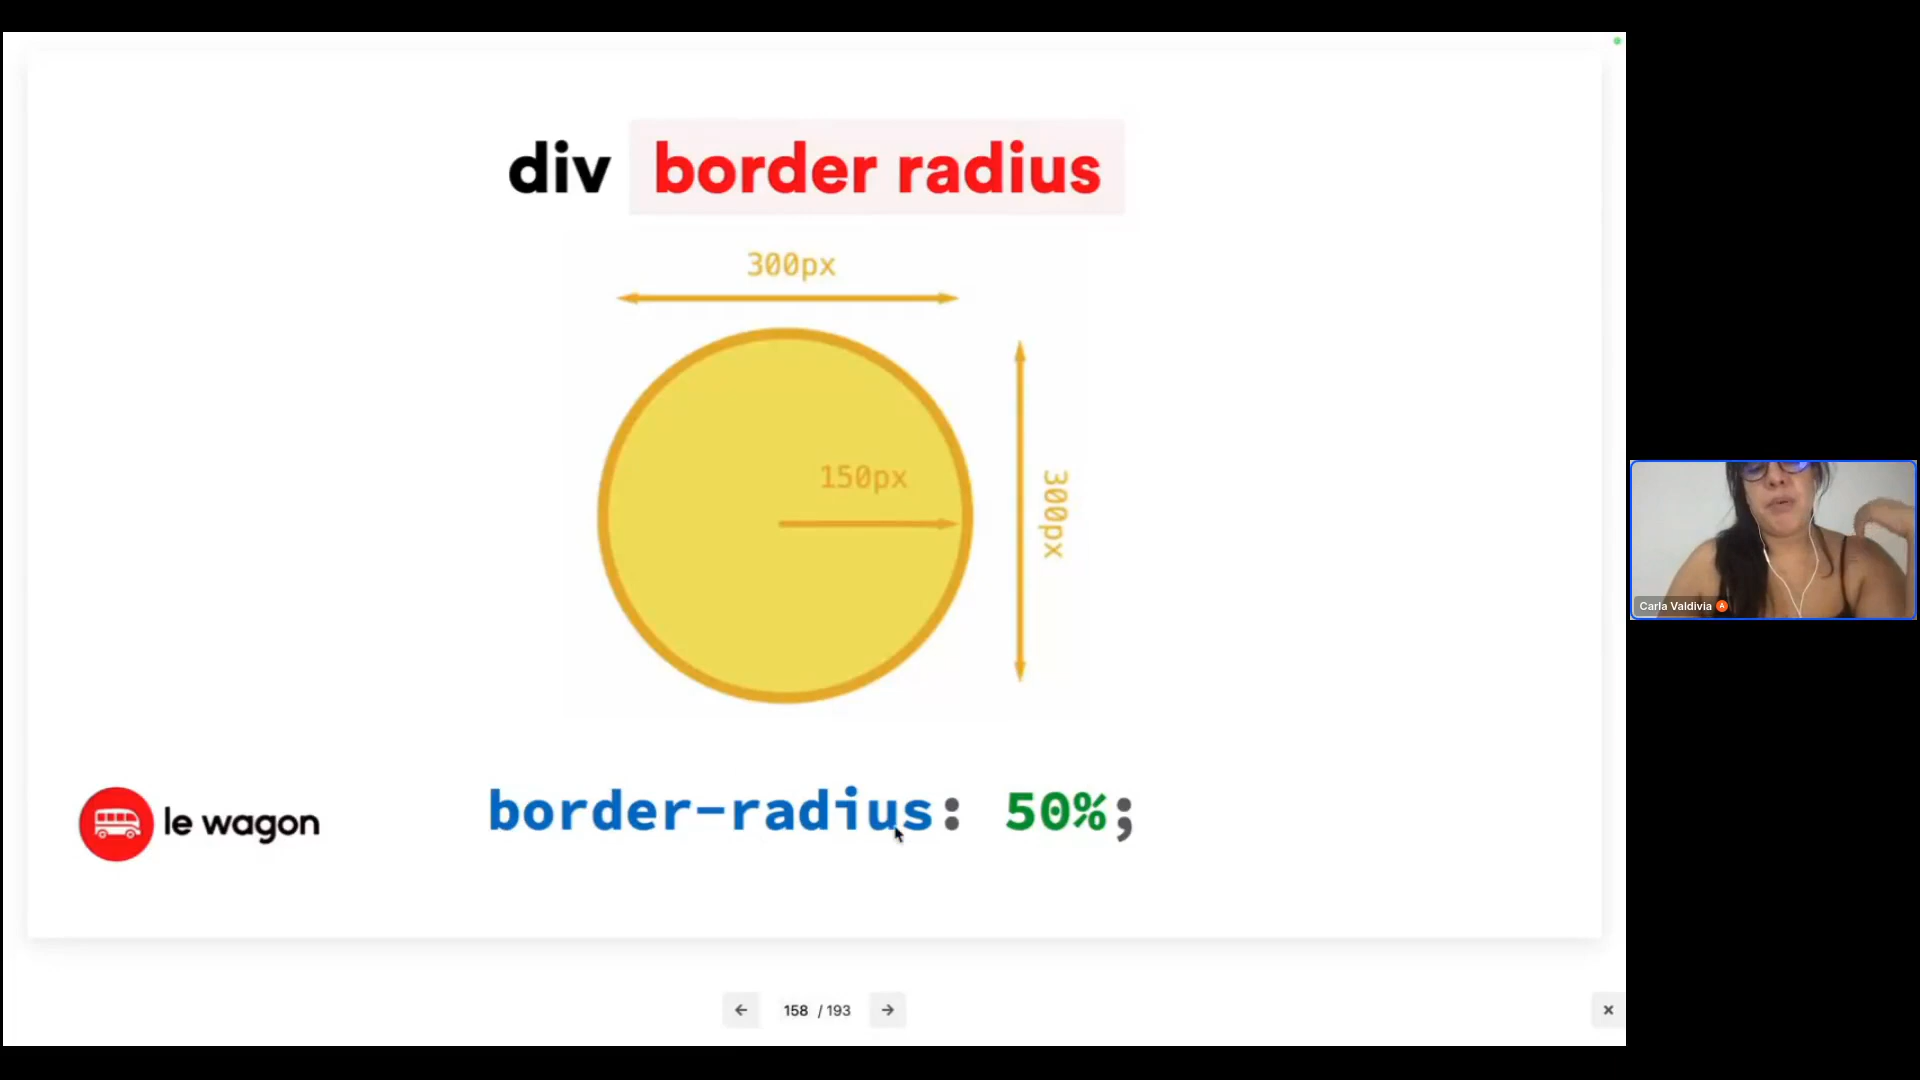 div border radius
300px
150px
300px
le wagon
border-radius: 50%;
Carla Valdivia A
158 / 193